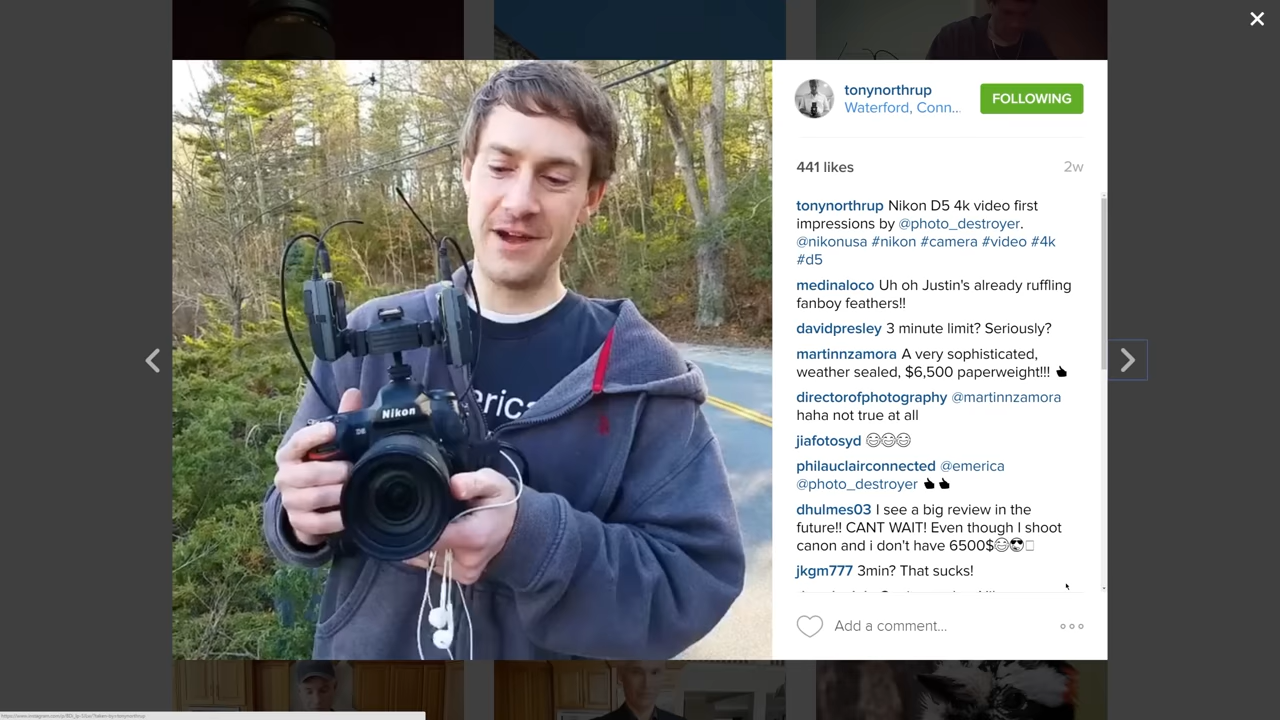 tonynorthrup
Waterford, Conn...
FOLLOWING
441 likes
2w
tonynorthrup Nikon D5 4k video first
impressions by @photo_destroyer.
@nikonusa #nikon #camera #video #4k
#d5
medinaloco Uh oh Justin's already ruffling
fanboy feathers!!
davidpresley 3 minute limit? Seriously?
martinnzamora A very sophisticated,
weather sealed, $6,500 paperweight!!!
directorofphotography @martinnzamora
haha not true at all
jiafotosyd
philauclairconnected @emerica
@photo_destroyer
dhulmes03 I see a big review in the
future!! CANT WAIT! Even though I shoot
canon and i don't have 6500$
jkgm777 3min? That sucks!
Add a comment...
Nikon
erica